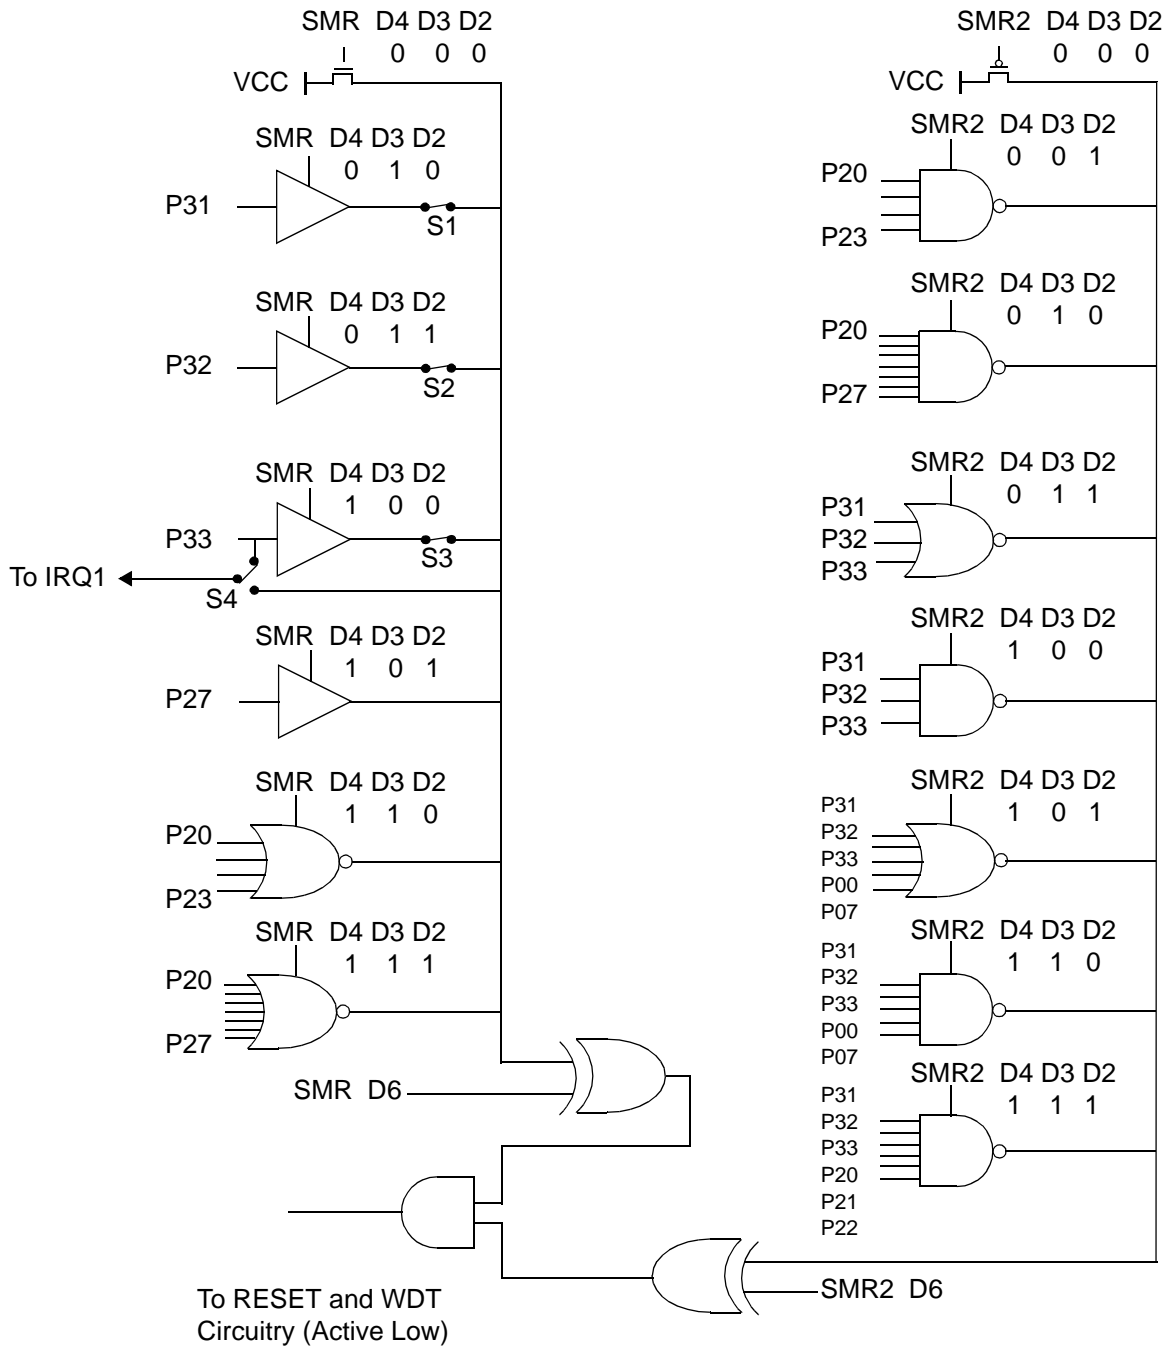 SMR D4 D3 D2
0 0 0
VCC
SMR D4 D3 D2
0 1 0
P31
S1
SMR D4 D3 D2
0 1 1
P32
S2
SMR D4 D3 D2
1 0 0
P33
S3
To IRQ1
S4
SMR D4 D3 D2
1 0 1
P27
SMR D4 D3 D2
1 1 0
P20
P23
SMR D4 D3 D2
1 1 1
P20
P27
SMR D6
To RESET and WDT
Circuitry (Active Low)
SMR2 D4 D3 D2
0 0 0
VCC
SMR2 D4 D3 D2
0 0 1
P20
P23
SMR2 D4 D3 D2
0 1 0
P20
P27
SMR2 D4 D3 D2
0 1 1
P31
P32
P33
SMR2 D4 D3 D2
1 0 0
P31
P32
P33
SMR2 D4 D3 D2
1 0 1
P31
P32
P33
P00
P07
SMR2 D4 D3 D2
1 1 0
P31
P32
P33
P00
P07
SMR2 D4 D3 D2
1 1 1
P31
P32
P33
P20
P21
P22
SMR2 D6